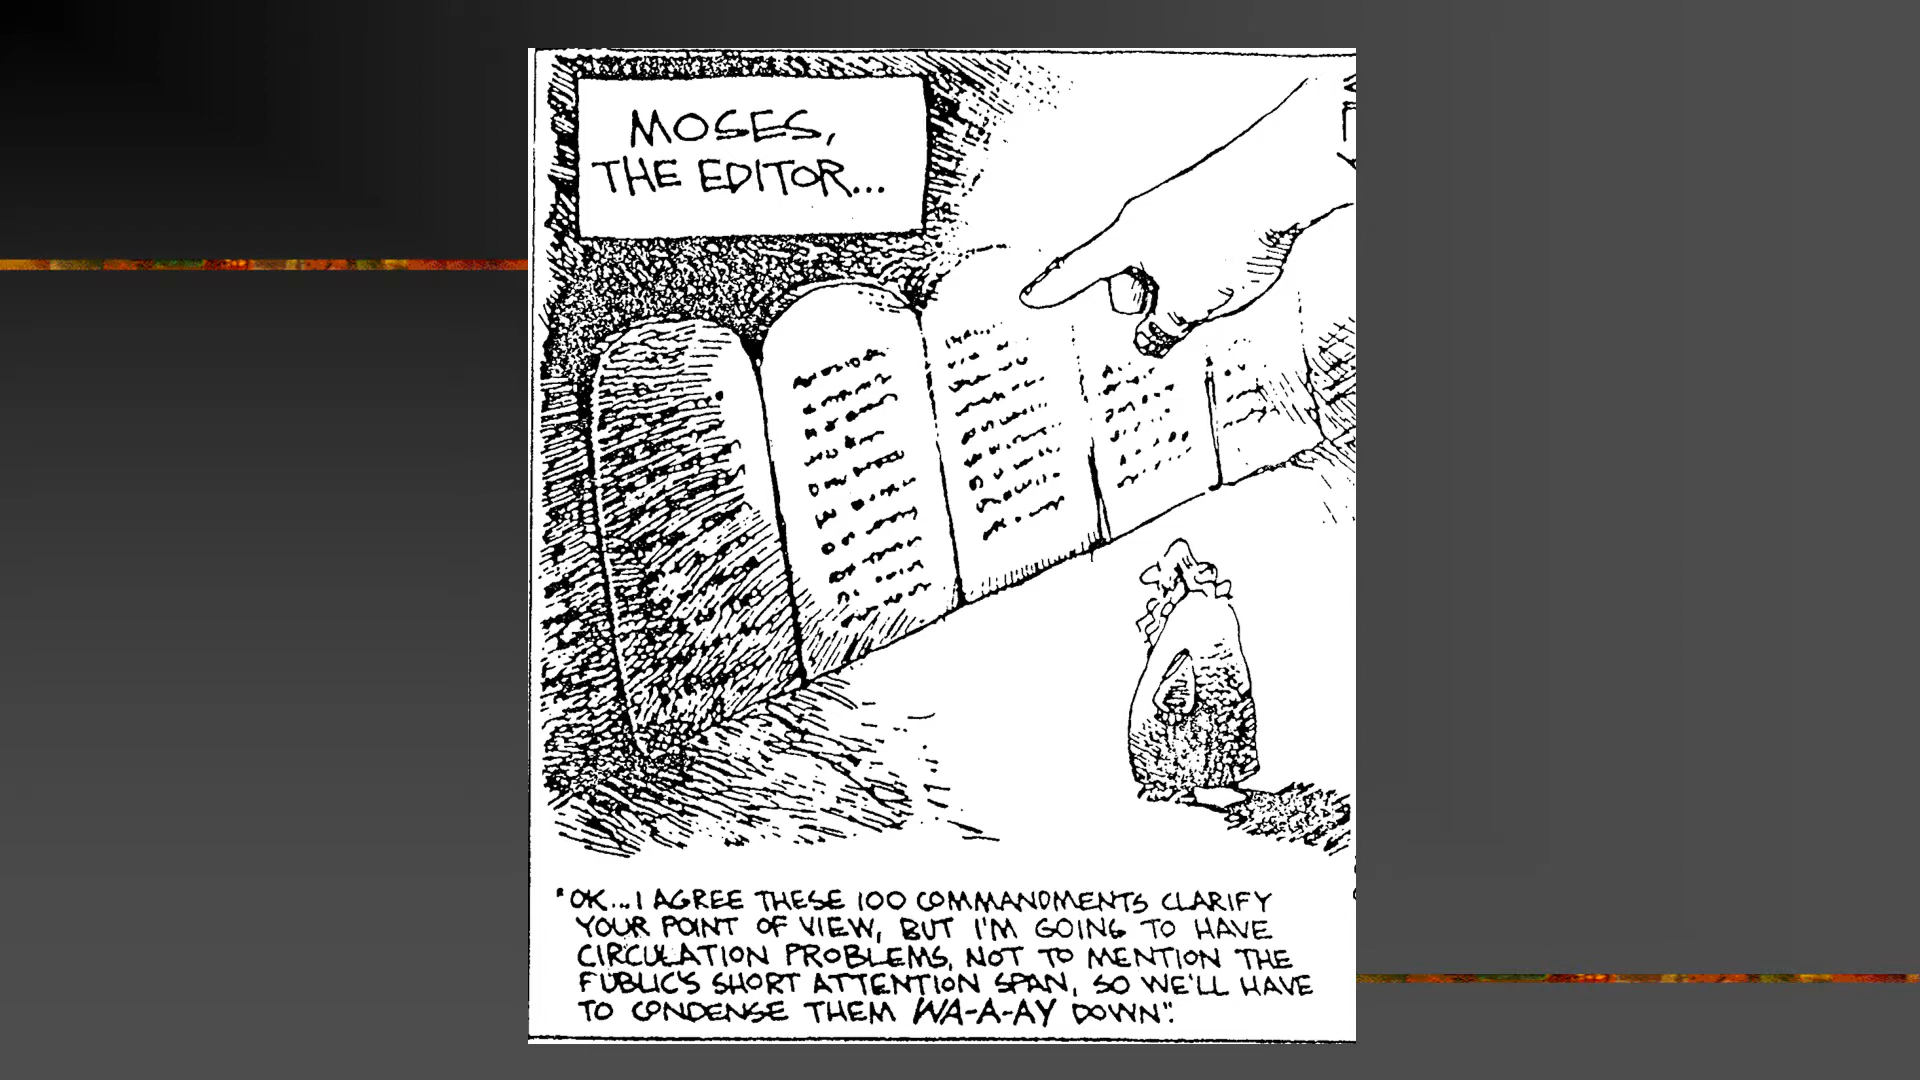 MOSES,
THE EDITOR...
"OK...I AGREE THESE 100 COMMANDMENTS CLARIFY
YOUR POINT OF VIEW, BUT I'M GOING TO HAVE
CIRCULATION PROBLEMS, NOT TO MENTION THE
PUBLIC'S SHORT ATTENTION SPAN, SO WE'LL HAVE
TO CONDENSE THEM WA-A-AY DOWN".